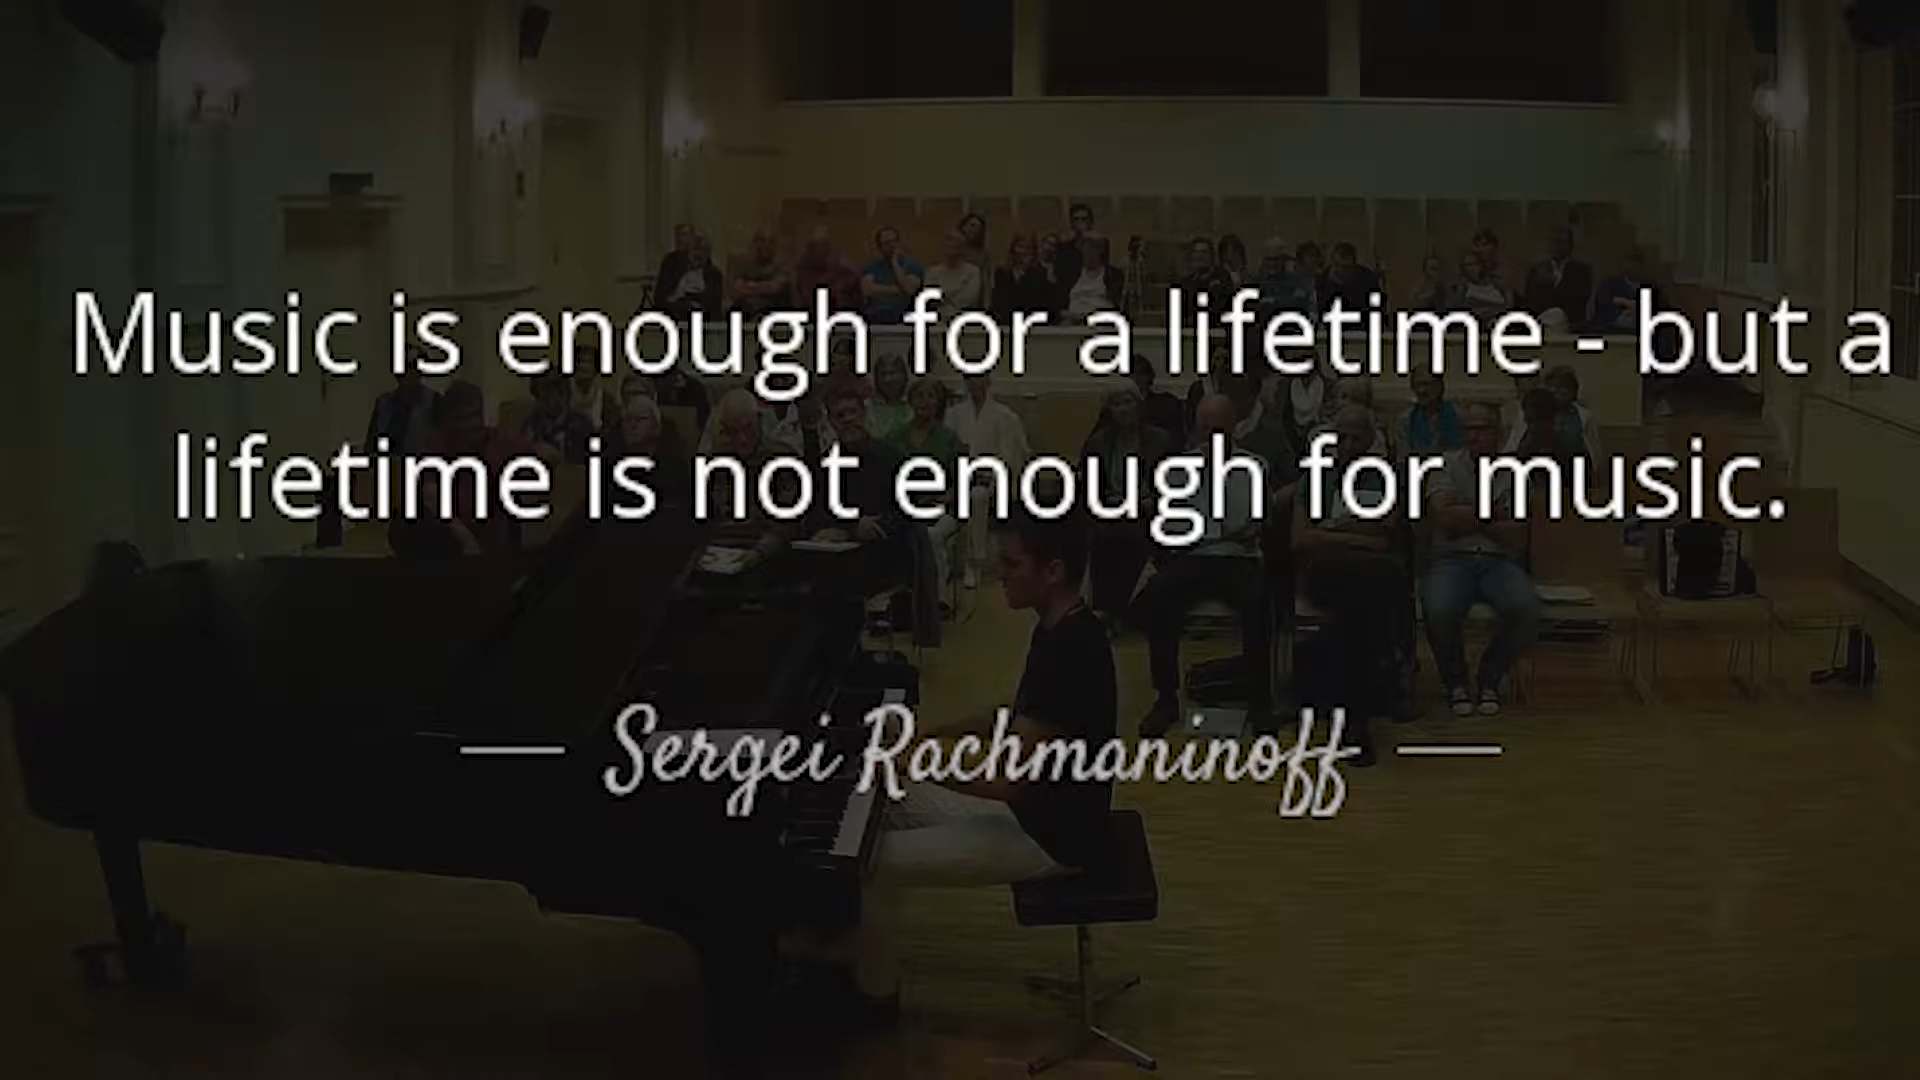 Music is enough for a lifetime - but a
lifetime is not enough for music.
Sergei Rachmaninoff